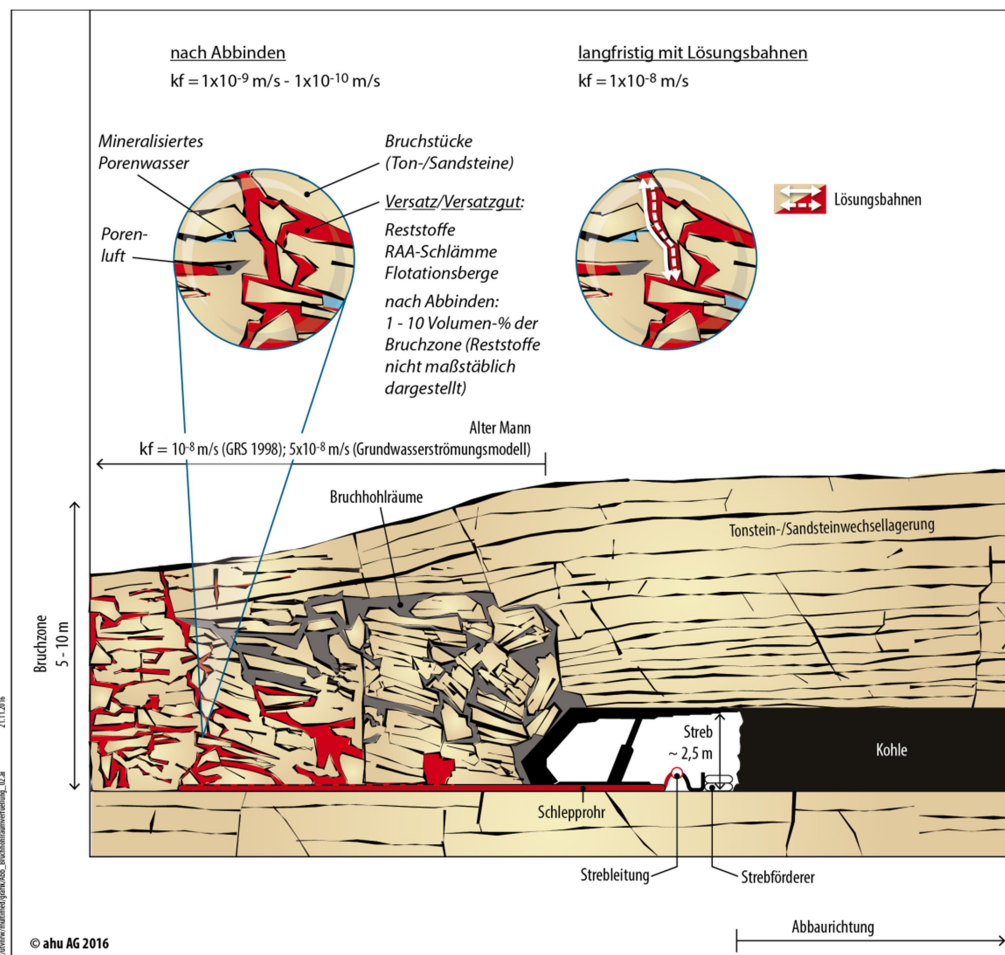 nach Abbinden
kf = 1x10⁻⁹ m/s - 1x10⁻¹⁰ m/s
langfristig mit Lösungsbahnen
kf = 1x10⁻⁸ m/s
Mineralisiertes
Porenwasser
Poren-
luft
Bruchstücke
(Ton-/Sandsteine)
Versatz/Versatzgut:
Reststoffe
RAA-Schlämme
Flotationsberge
nach Abbinden:
1 - 10 Volumen-% der
Bruchzone (Reststoffe
nicht maßstäblich
dargestellt)
Lösungsbahnen
Alter Mann
kf = 10⁻⁸ m/s (GRS 1998); 5x10⁻⁸ m/s (Grundwasserströmungsmodell)
Bruchhohlräume
Tonstein-/Sandsteinwechsellagerung
Bruchzone
5 - 10 m
Streb
~ 2,5 m
Kohle
Schlepprohr
Strebleitung
Strebförderer
Abbaurichtung
21.11.2016
© ahu AG 2016